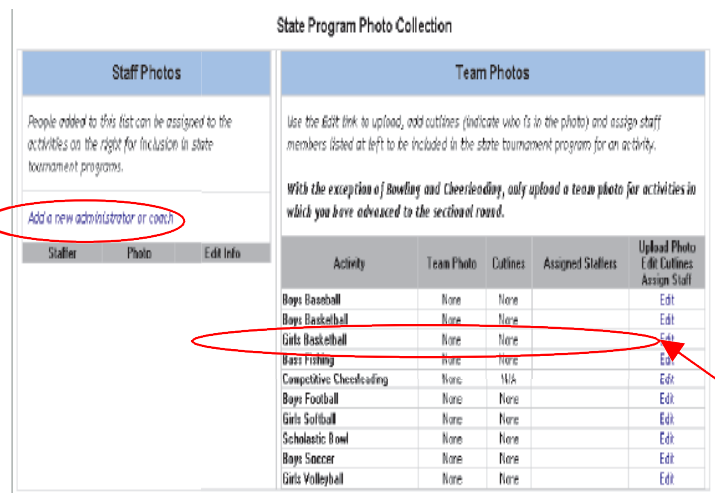 State Program Photo Collection
Staff Photos
People added to this list can be assigned to the
activities on the right for inclusion in state
tournament programs.
Add a new administrator or coach
Staffer Photo Edit Info
Team Photos
Use the Edit link to upload, add cutlines (indicate who is in the photo) and assign staff
members listed at left to be included in the state tournament program for an activity.
With the exception of Bowling and Cheerleading, only upload a team photo for activities in
which you have advanced to the sectional round.
Activity Team Photo Cutlines Assigned Staffers Upload Photo
Edit Cutlines
Assign Staff
Boys Baseball None None Edit
Boys Basketball None None Edit
Girls Basketball None None Edit
Bass Fishing None None Edit
Competitive Cheerleading None N/A Edit
Boys Football None None Edit
Girls Softball None None Edit
Scholastic Bowl None None Edit
Boys Soccer None None Edit
Girls Volleyball None None Edit